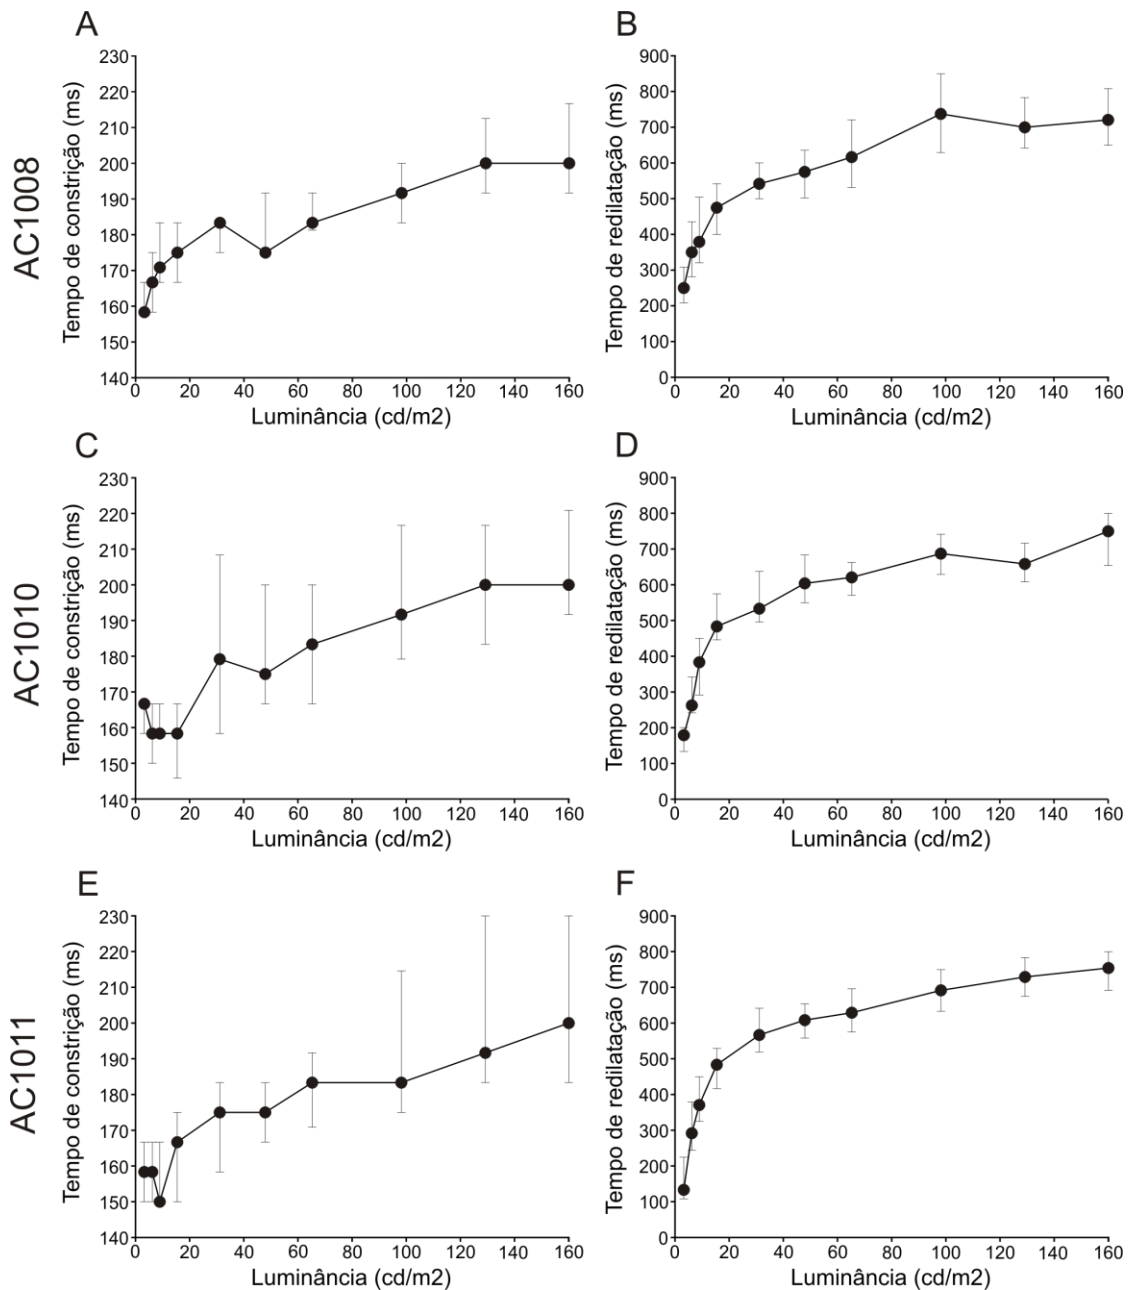 A
Tempo de constrição (ms)
230
220
210
200
190
180
170
160
150
140
0 20 40 60 80 100 120 140 160
Luminância (cd/m2)
B
Tempo de redilatação (ms)
900
800
700
600
500
400
300
200
100
0
0 20 40 60 80 100 120 140 160
Luminância (cd/m2)
AC1008
C
Tempo de constrição (ms)
230
220
210
200
190
180
170
160
150
140
0 20 40 60 80 100 120 140 160
Luminância (cd/m2)
D
Tempo de redilatação (ms)
900
800
700
600
500
400
300
200
100
0
0 20 40 60 80 100 120 140 160
Luminância (cd/m2)
AC1010
E
Tempo de constrição (ms)
230
220
210
200
190
180
170
160
150
140
0 20 40 60 80 100 120 140 160
Luminância (cd/m2)
F
Tempo de redilatação (ms)
900
800
700
600
500
400
300
200
100
0
0 20 40 60 80 100 120 140 160
Luminância (cd/m2)
AC1011